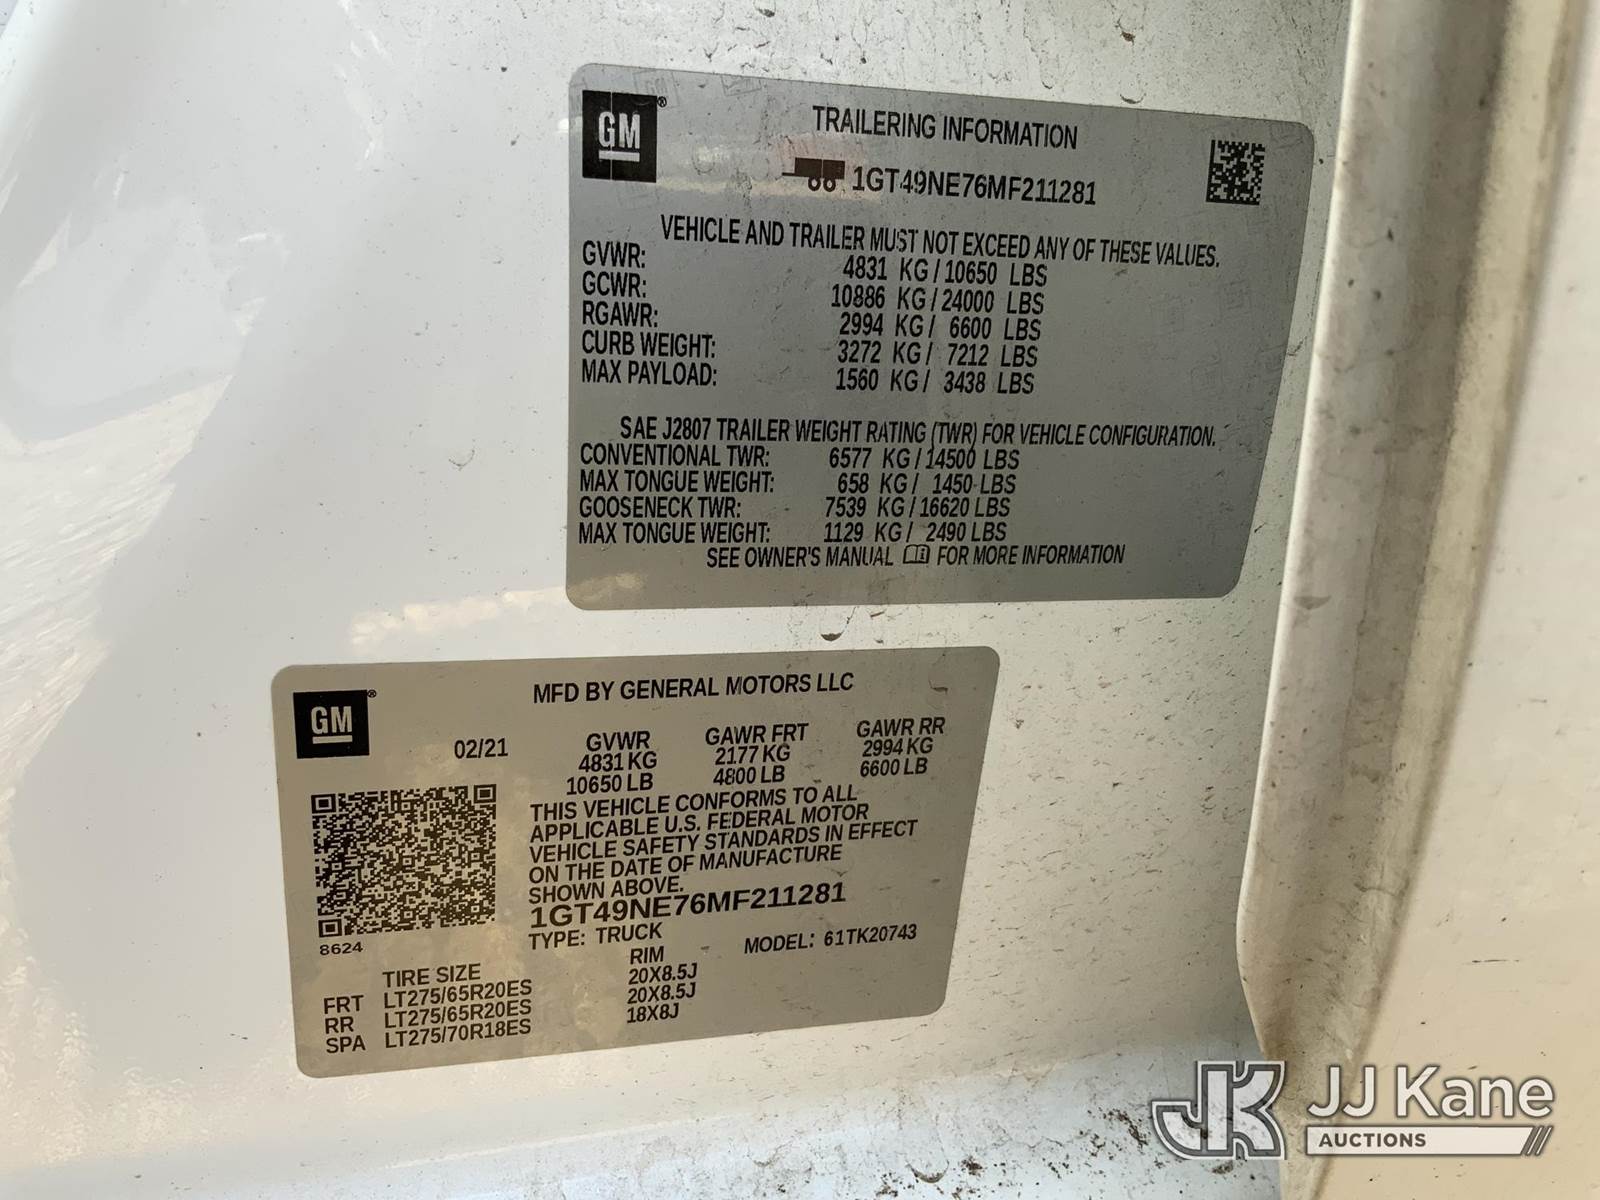 GM®
TRAILERING INFORMATION
1GT49NE76MF211281
VEHICLE AND TRAILER MUST NOT EXCEED ANY OF THESE VALUES.
GVWR: 4831 KG/10650 LBS
GCWR: 10886 KG/24000 LBS
RGAWR: 2994 KG/ 6600 LBS
CURB WEIGHT: 3272 KG/ 7212 LBS
MAX PAYLOAD: 1560 KG/ 3438 LBS
SAE J2807 TRAILER WEIGHT RATING (TWR) FOR VEHICLE CONFIGURATION.
CONVENTIONAL TWR: 6577 KG/14500 LBS
MAX TONGUE WEIGHT: 658 KG/ 1450 LBS
GOOSENECK TWR: 7539 KG/16620 LBS
MAX TONGUE WEIGHT: 1129 KG/ 2490 LBS
SEE OWNER'S MANUAL FOR MORE INFORMATION
GM®
MFD BY GENERAL MOTORS LLC
02/21 GVWR GAWR FRT GAWR RR
4831 KG 2177 KG 2994 KG
10650 LB 4800 LB 6600 LB
THIS VEHICLE CONFORMS TO ALL
APPLICABLE U.S. FEDERAL MOTOR
VEHICLE SAFETY STANDARDS IN EFFECT
ON THE DATE OF MANUFACTURE
SHOWN ABOVE.
1GT49NE76MF211281
8624
TYPE: TRUCK MODEL: 61TK20743
TIRE SIZE RIM
FRT LT275/65R20ES 20X8.5J
RR LT275/65R20ES 20X8.5J
SPA LT275/70R18ES 18X8J
JK JJ Kane
AUCTIONS